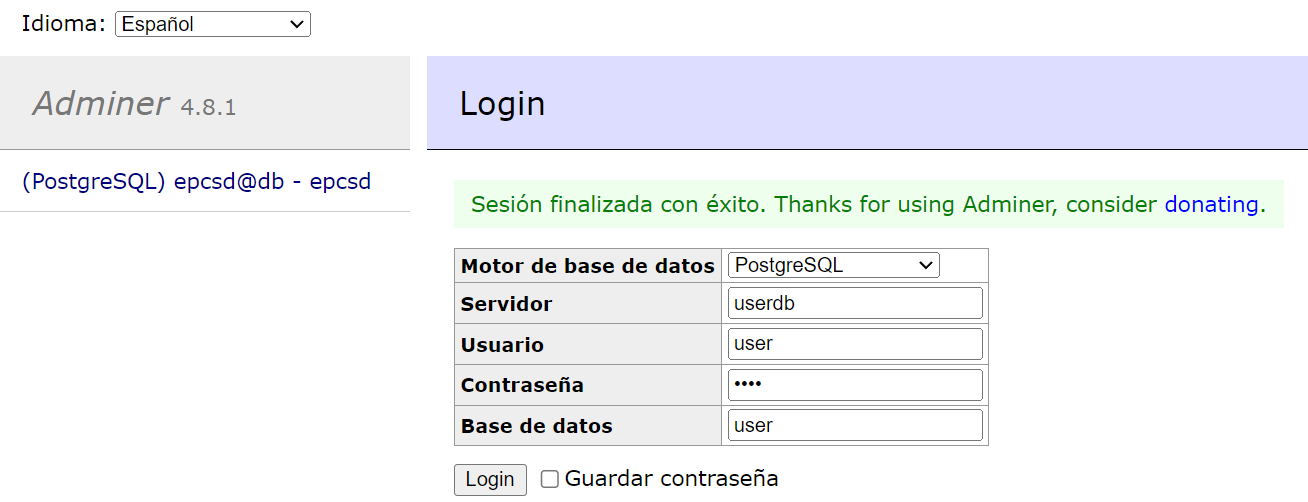 Idioma: Español
Adminer 4.8.1
(PostgreSQL) epcsd@db - epcsd
Login
Sesión finalizada con éxito. Thanks for using Adminer, consider donating.
Motor de base de datos PostgreSQL
Servidor userdb
Usuario user
Contraseña ••••
Base de datos user
Login Guardar contraseña